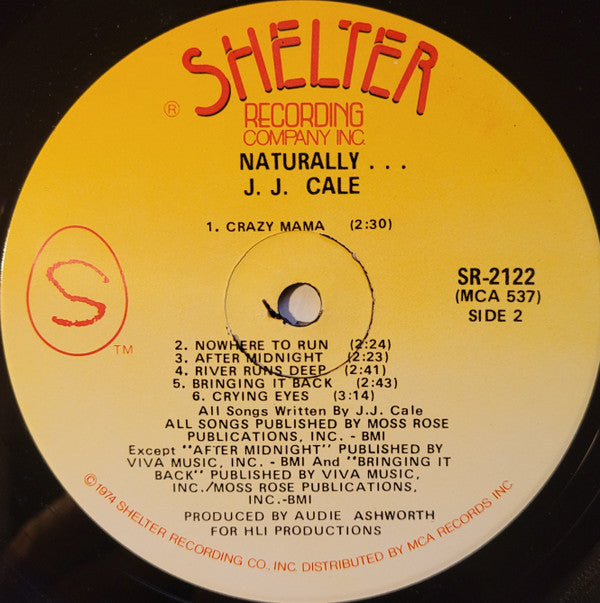 SHELTER
®
RECORDING
COMPANY INC.
NATURALLY . . .
J. J. CALE
1. CRAZY MAMA (2:30)
S
TM
SR-2122
(MCA 537)
SIDE 2
2. NOWHERE TO RUN (2:24)
3. AFTER MIDNIGHT (2:23)
4. RIVER RUNS DEEP (2:41)
5. BRINGING IT BACK (2:43)
6. CRYING EYES (3:14)
All Songs Written By J.J. Cale
ALL SONGS PUBLISHED BY MOSS ROSE
PUBLICATIONS, INC. - BMI
Except "AFTER MIDNIGHT" PUBLISHED BY
VIVA MUSIC, INC. - BMI And "BRINGING IT
BACK" PUBLISHED BY VIVA MUSIC,
INC./MOSS ROSE PUBLICATIONS,
INC.-BMI
PRODUCED BY AUDIE ASHWORTH
FOR HLI PRODUCTIONS
©1974 SHELTER RECORDING CO., INC. DISTRIBUTED BY MCA RECORDS INC.